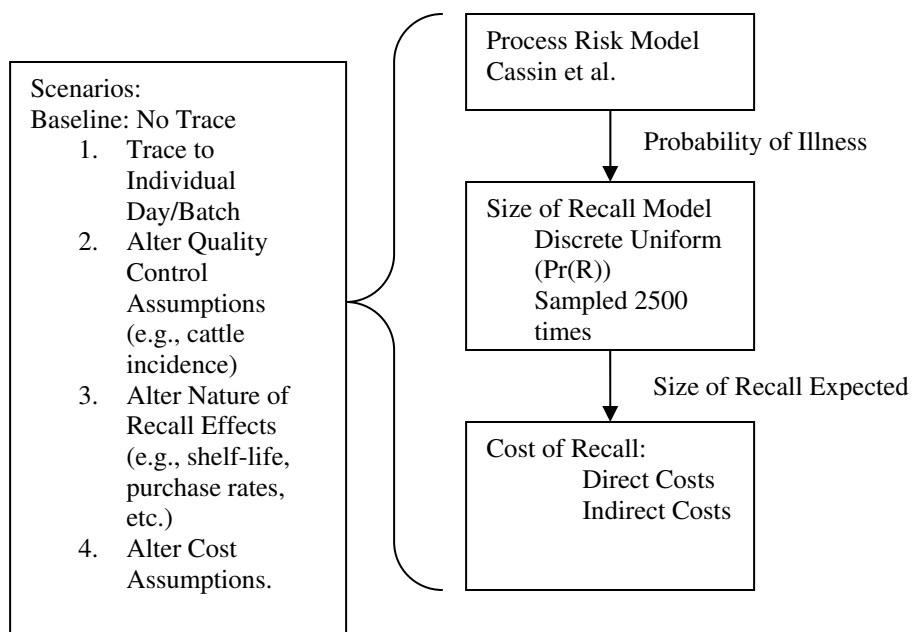 Scenarios:
Baseline: No Trace
1. Trace to
Individual
Day/Batch
2. Alter Quality
Control
Assumptions
(e.g., cattle
incidence)
3. Alter Nature of
Recall Effects
(e.g., shelf-life,
purchase rates,
etc.)
4. Alter Cost
Assumptions.
Process Risk Model
Cassin et al.
Probability of Illness
Size of Recall Model
Discrete Uniform
(Pr(R))
Sampled 2500
times
Size of Recall Expected
Cost of Recall:
Direct Costs
Indirect Costs